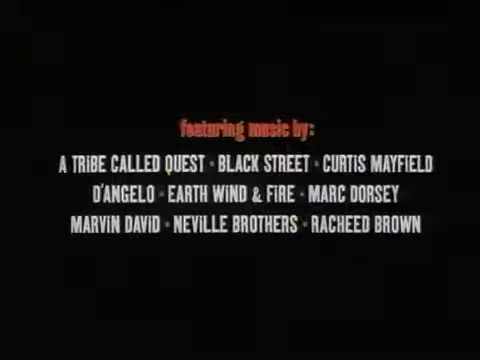 featuring music by:
A TRIBE CALLED QUEST · BLACK STREET · CURTIS MAYFIELD
D'ANGELO · EARTH WIND & FIRE · MARC DORSEY
MARVIN DAVID · NEVILLE BROTHERS · RACHEED BROWN